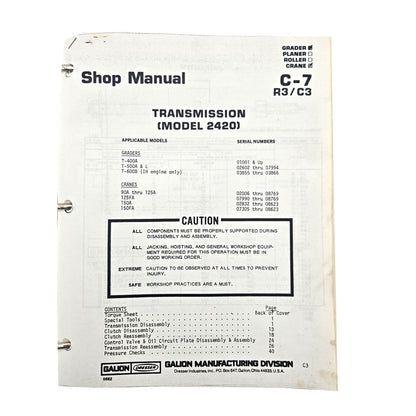 GRADER
PLANER
ROLLER
CRANE
Shop Manual
C-7
R3/C3
TRANSMISSION
(MODEL 2420)
APPLICABLE MODELS SERIAL NUMBERS
GRADERS
T-400A 01001 & Up
T-500A & L 02602 thru 07994
T-600B (IH engine only) 03855 thru 03866
CRANES
90A thru 125A 02006 thru 08769
125FA 07990 thru 08769
150A 02832 thru 08623
150FA 07305 thru 08623
CAUTION
ALL COMPONENTS MUST BE PROPERLY SUPPORTED DURING
DISASSEMBLY AND ASSEMBLY.
ALL JACKING, HOISTING, AND GENERAL WORKSHOP EQUIP-
MENT REQUIRED FOR THIS OPERATION MUST BE IN
GOOD WORKING ORDER.
EXTREME CAUTION TO BE OBSERVED AT ALL TIMES TO PREVENT
INJURY.
SAFE WORKSHOP PRACTICES ARE A MUST.
CONTENTS Page
Torque Sheet Back of Cover
Special Tools 1
Transmission Disassembly 1
Clutch Disassembly 13
Clutch Reassembly 18
Control Valve & Oil Circuit Plate Disassembly & Assembly 24
Transmission Reassembly 26
Pressure Checks 40
GALION DRESSER GALION MANUFACTURING DIVISION
Dresser Industries, Inc. PO. Box 647, Galion, Ohio 44833, U.S.A.
C3